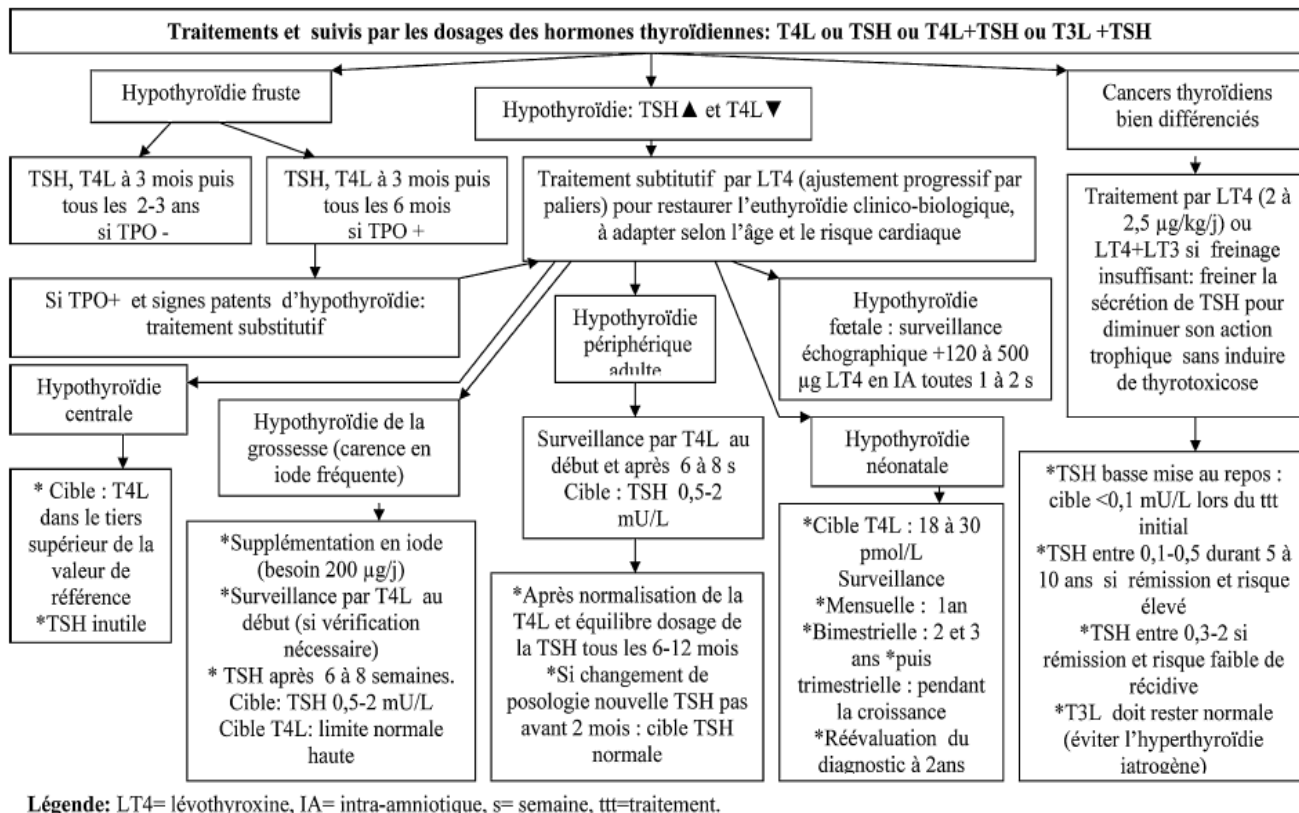 Traitements et suivis par les dosages des hormones thyroïdiennes: T4L ou TSH ou T4L+TSH ou T3L +TSH
Hypothyroïdie fruste
Hypothyroïdie: TSH▲ et T4L▼
Cancers thyroïdiens
bien différenciés
TSH, T4L à 3 mois puis
tous les 2-3 ans
si TPO -
TSH, T4L à 3 mois puis
tous les 6 mois
si TPO +
Traitement subtitutif par LT4 (ajustement progressif par
paliers) pour restaurer l’euthyroïdie clinico-biologique,
à adapter selon l’âge et le risque cardiaque
Traitement par LT4 (2 à
2,5 µg/kg/j) ou
LT4+LT3 si freinage
insuffisant: freiner la
sécrétion de TSH pour
diminuer son action
trophique sans induire
de thyrotoxicose
Si TPO+ et signes patents d’hypothyroïdie:
traitement substitutif
Hypothyroïdie
périphérique
adulte
Hypothyroïdie
fœtale : surveillance
échographique +120 à 500
µg LT4 en IA toutes 1 à 2 s
Hypothyroïdie
centrale
Hypothyroïdie de la
grossesse (carence en
iode fréquente)
Surveillance par T4L au
début et après 6 à 8 s
Cible : TSH 0,5-2
mU/L
Hypothyroïdie
néonatale
* Cible : T4L
dans le tiers
supérieur de la
valeur de
référence
*TSH inutile
*Supplémentation en iode
(besoin 200 µg/j)
*Surveillance par T4L au
début (si vérification
nécessaire)
* TSH après 6 à 8 semaines.
Cible: TSH 0,5-2 mU/L
Cible T4L: limite normale
haute
*Après normalisation de la
T4L et équilibre dosage de
la TSH tous les 6-12 mois
*Si changement de
posologie nouvelle TSH pas
avant 2 mois : cible TSH
normale
*Cible T4L : 18 à 30
pmol/L
Surveillance
*Mensuelle : 1an
*Bimestrielle : 2 et 3
ans *puis
trimestrielle : pendant
la croissance
*Réévaluation du
diagnostic à 2ans
*TSH basse mise au repos :
cible <0,1 mU/L lors du ttt
initial
*TSH entre 0,1-0,5 durant 5 à
10 ans si rémission et risque
élevé
*TSH entre 0,3-2 si
rémission et risque faible de
récidive
*T3L doit rester normale
(éviter l’hyperthyroïdie
iatrogène)
Légende: LT4= lévothyroxine, IA= intra-amniotique, s= semaine, ttt=traitement.